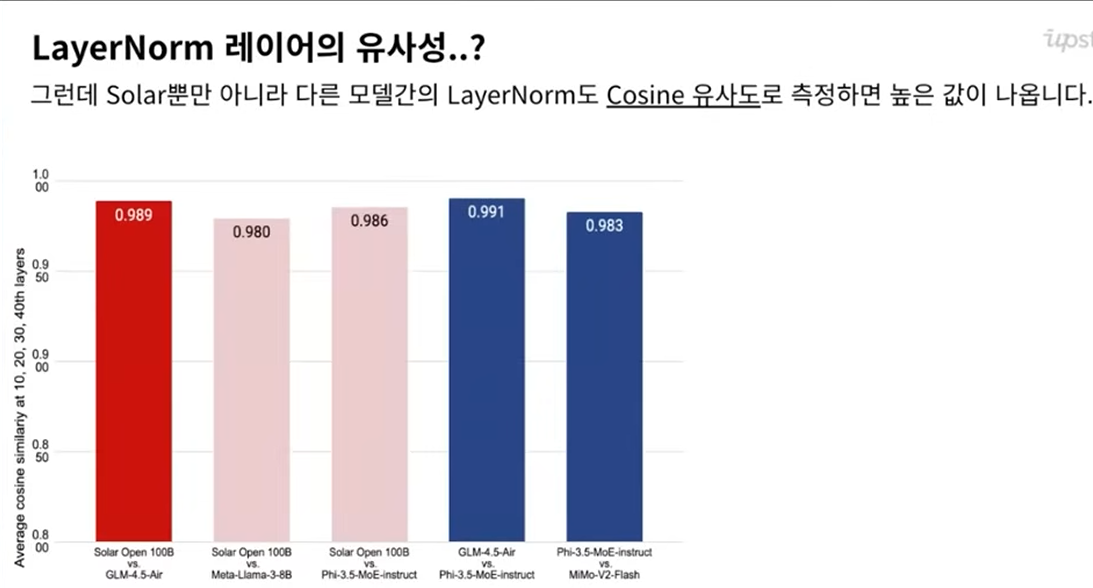 LayerNorm 레이어의 유사성..?
그런데 Solar뿐만 아니라 다른 모델간의 LayerNorm도 Cosine 유사도로 측정하면 높은 값이 나옵니다.
Average cosine similariy at 10, 20, 30, 40th layers
1.0
00
0.9
50
0.9
00
0.8
50
0.8
00
0.989
0.980
0.986
0.991
0.983
Solar Open 100B
vs.
GLM-4.5-Air
Solar Open 100B
vs.
Meta-Llama-3-8B
Solar Open 100B
vs.
Phi-3.5-MoE-instruct
GLM-4.5-Air
vs.
Phi-3.5-MoE-instruct
Phi-3.5-MoE-instruct
vs.
MiMo-V2-Flash